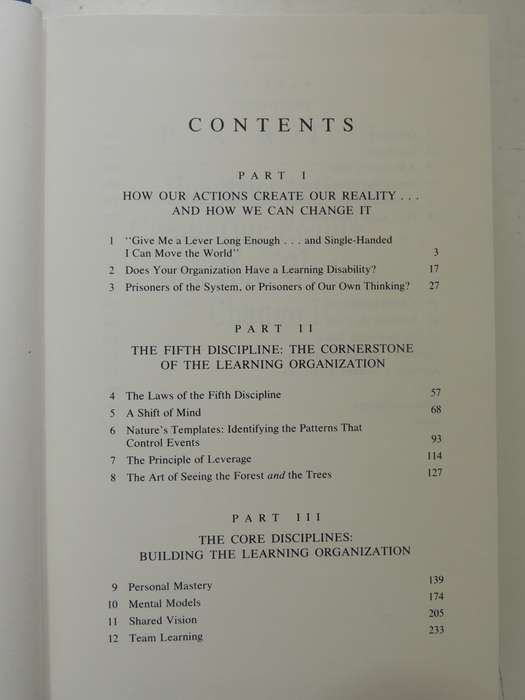 CONTENTS
PART I
HOW OUR ACTIONS CREATE OUR REALITY . . .
AND HOW WE CAN CHANGE IT
1 "Give Me a Lever Long Enough . . . and Single-Handed
I Can Move the World" 3
2 Does Your Organization Have a Learning Disability? 17
3 Prisoners of the System, or Prisoners of Our Own Thinking? 27
PART II
THE FIFTH DISCIPLINE: THE CORNERSTONE
OF THE LEARNING ORGANIZATION
4 The Laws of the Fifth Discipline 57
5 A Shift of Mind 68
6 Nature's Templates: Identifying the Patterns That
Control Events 93
7 The Principle of Leverage 114
8 The Art of Seeing the Forest and the Trees 127
PART III
THE CORE DISCIPLINES:
BUILDING THE LEARNING ORGANIZATION
9 Personal Mastery 139
10 Mental Models 174
11 Shared Vision 205
12 Team Learning 233